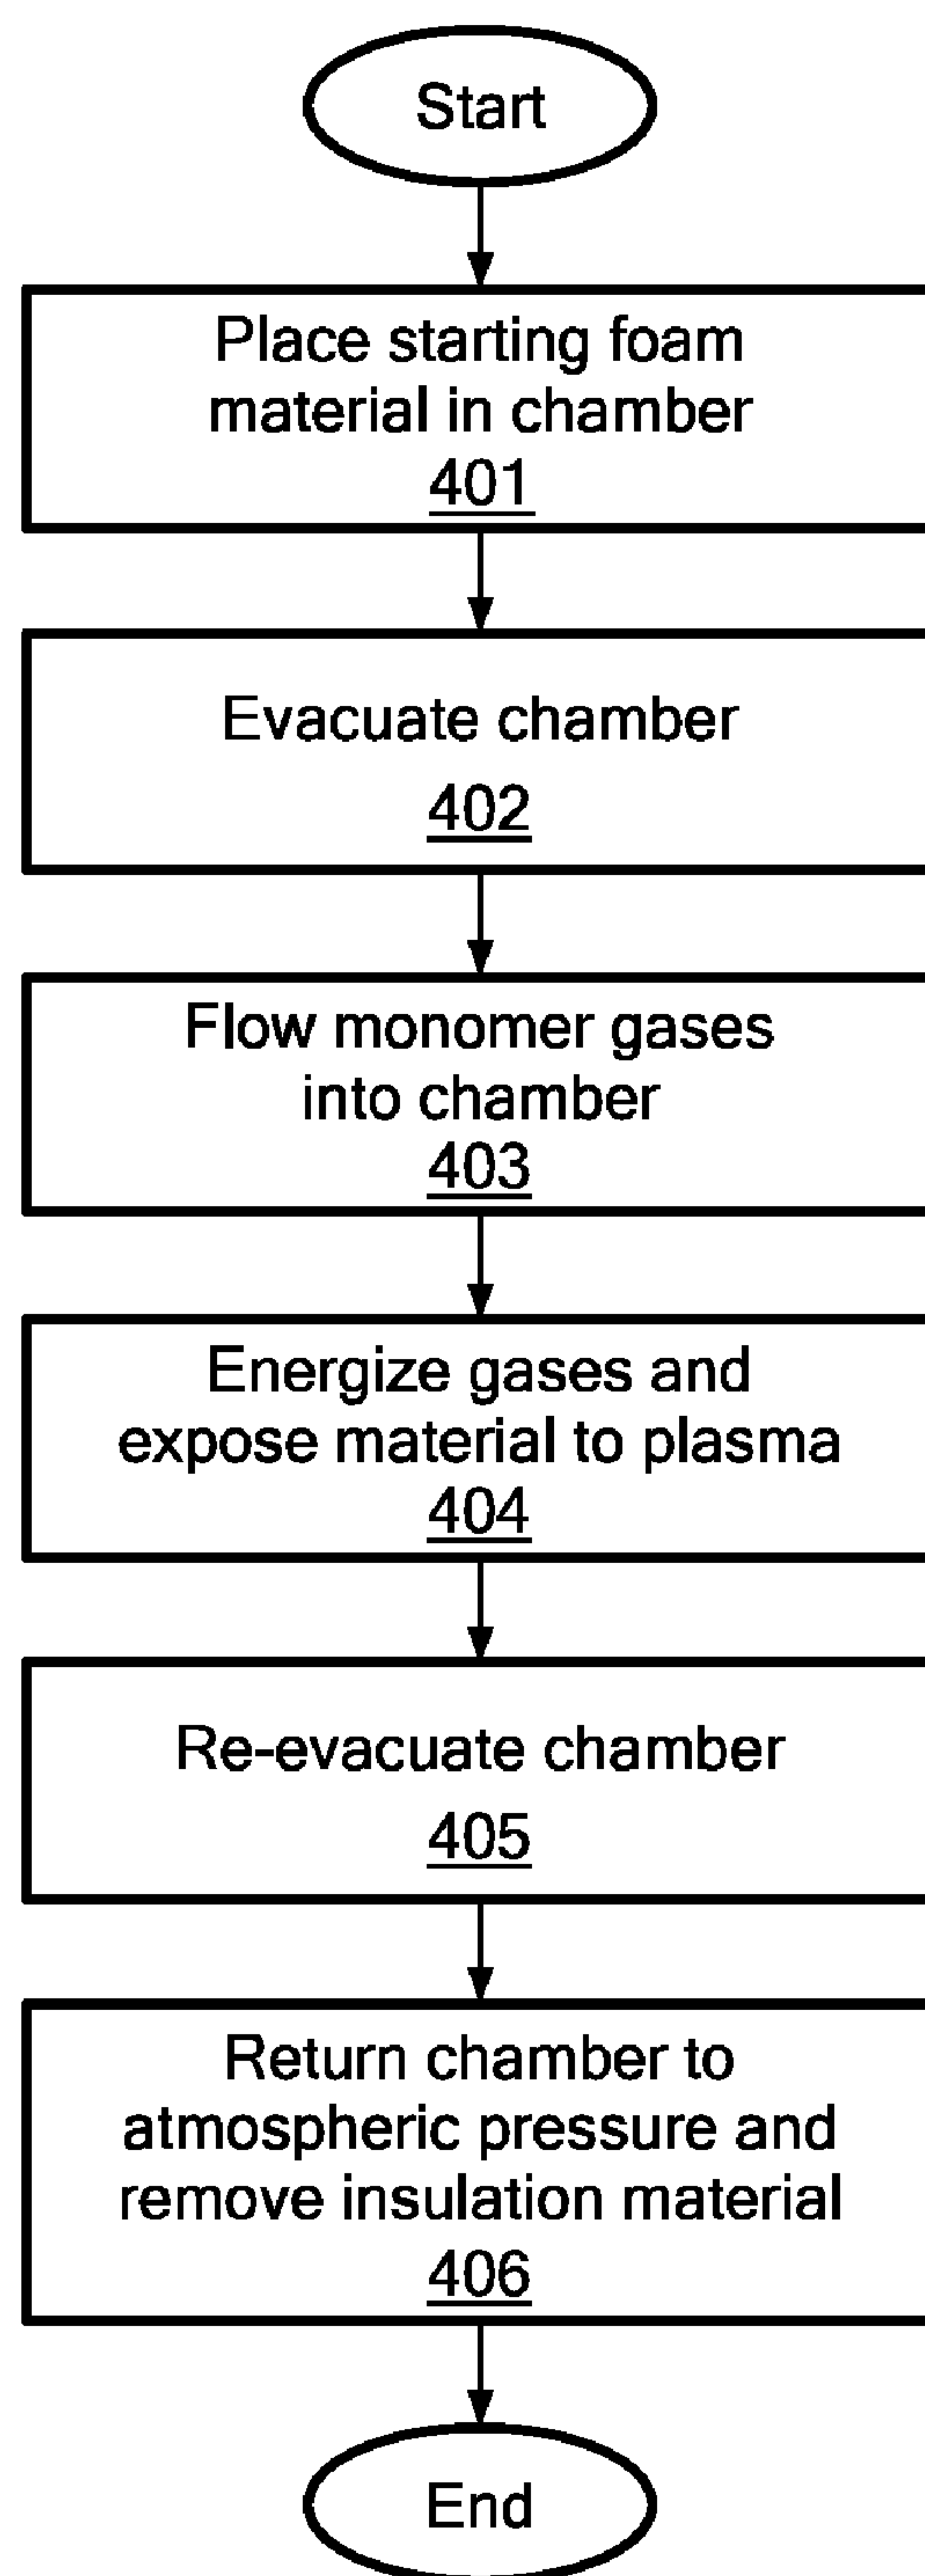 Start
Place starting foam
material in chamber
401
Evacuate chamber
402
Flow monomer gases
into chamber
403
Energize gases and
expose material to plasma
404
Re-evacuate chamber
405
Return chamber to
atmospheric pressure and
remove insulation material
406
End